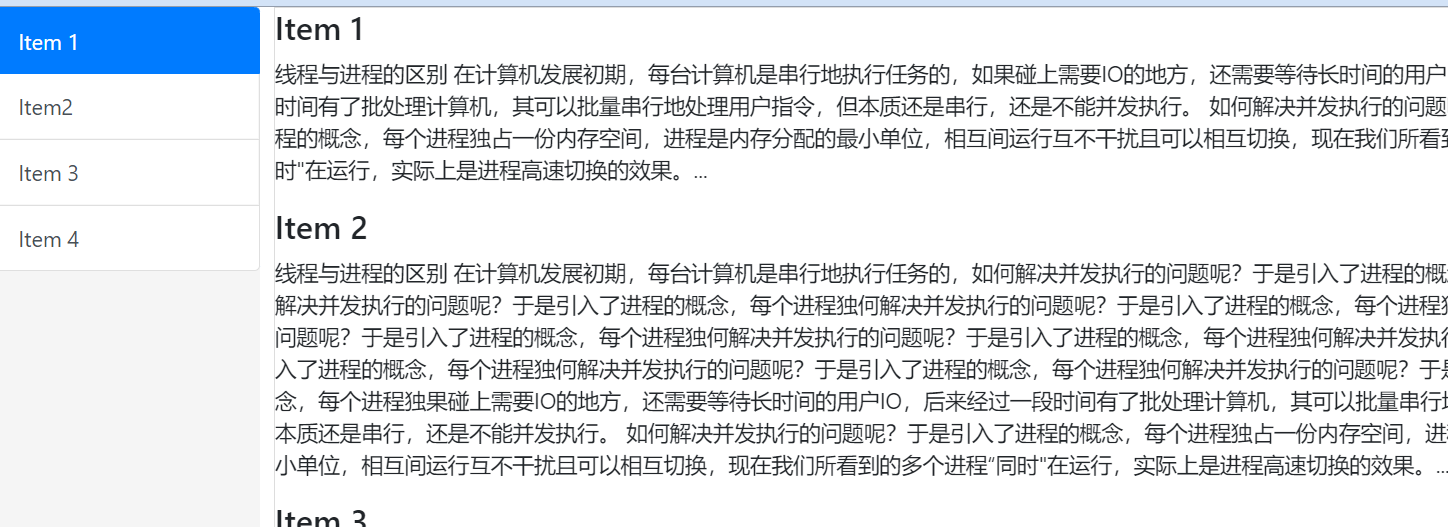 Item 1
Item2
Item 3
Item 4
Item 1
线程与进程的区别 在计算机发展初期，每台计算机是串行地执行任务的，如果碰上需要IO的地方，还需要等待长时间的用户
时间有了批处理计算机，其可以批量串行地处理用户指令，但本质还是串行，还是不能并发执行。 如何解决并发执行的问题
程的概念，每个进程独占一份内存空间，进程是内存分配的最小单位，相互间运行互不干扰且可以相互切换，现在我们所看到
时"在运行，实际上是进程高速切换的效果。...
Item 2
线程与进程的区别 在计算机发展初期，每台计算机是串行地执行任务的，如何解决并发执行的问题呢？于是引入了进程的概
解决并发执行的问题呢？于是引入了进程的概念，每个进程独何解决并发执行的问题呢？于是引入了进程的概念，每个进程独
问题呢？于是引入了进程的概念，每个进程独何解决并发执行的问题呢？于是引入了进程的概念，每个进程独何解决并发执行
入了进程的概念，每个进程独何解决并发执行的问题呢？于是引入了进程的概念，每个进程独何解决并发执行的问题呢？于是
念，每个进程独果碰上需要IO的地方，还需要等待长时间的用户IO，后来经过一段时间有了批处理计算机，其可以批量串行地
本质还是串行，还是不能并发执行。 如何解决并发执行的问题呢？于是引入了进程的概念，每个进程独占一份内存空间，进
小单位，相互间运行互不干扰且可以相互切换，现在我们所看到的多个进程“同时"在运行，实际上是进程高速切换的效果。...
Item 3